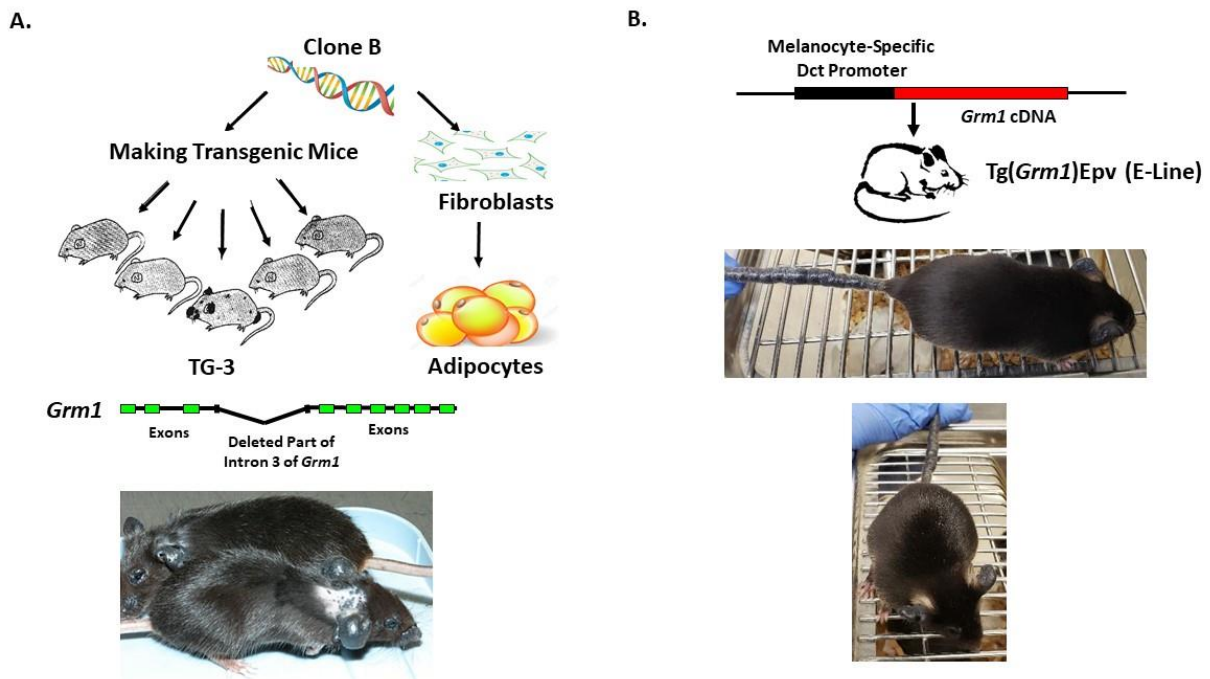 A.
Clone B
Making Transgenic Mice
Fibroblasts
TG-3
Adipocytes
Grm1
Exons
Deleted Part of
Intron 3 of Grm1
Exons
B.
Melanocyte-Specific
Dct Promoter
Grm1 cDNA
Tg(Grm1)Epv (E-Line)